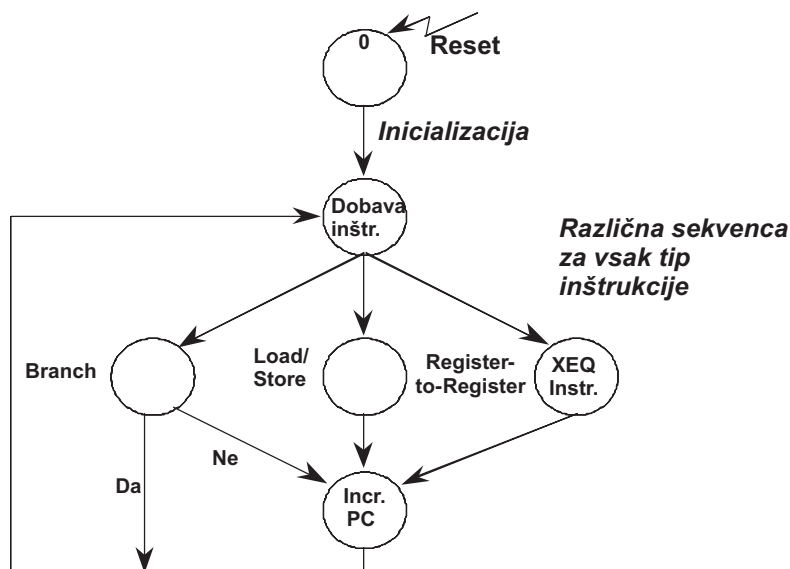 0
Reset
Inicializacija
Dobava
inštr.
Različna sekvenca
za vsak tip
inštrukcije
Branch
Load/
Store
Register-
to-Register
XEQ
Instr.
Ne
Da
Incr.
PC